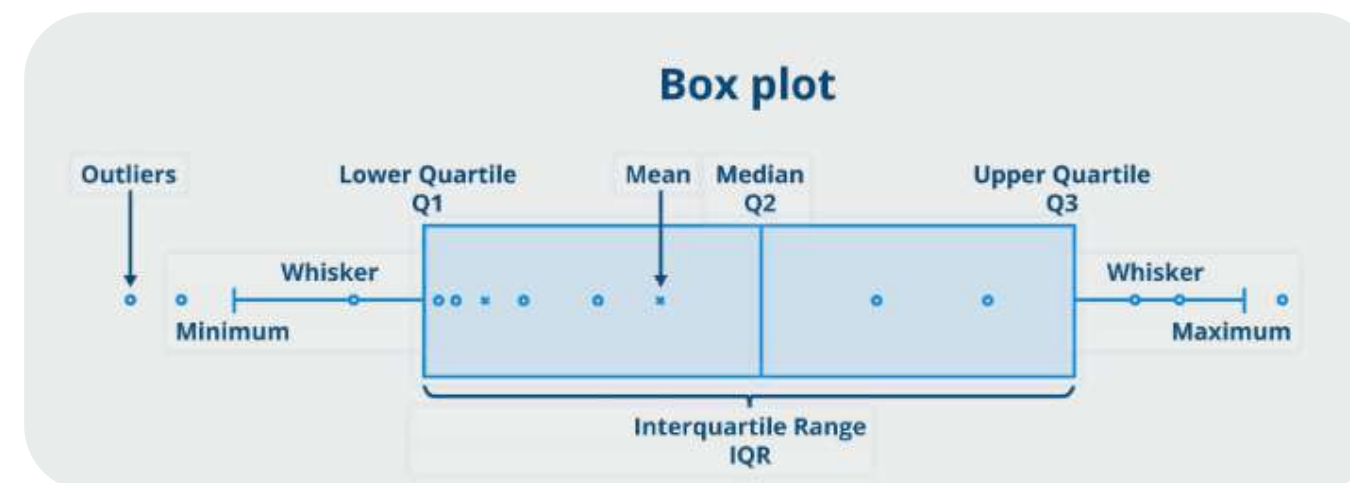 Box plot
Outliers
Lower Quartile
Q1
Mean
Median
Q2
Upper Quartile
Q3
Whisker
Whisker
Minimum
Maximum
Interquartile Range
IQR